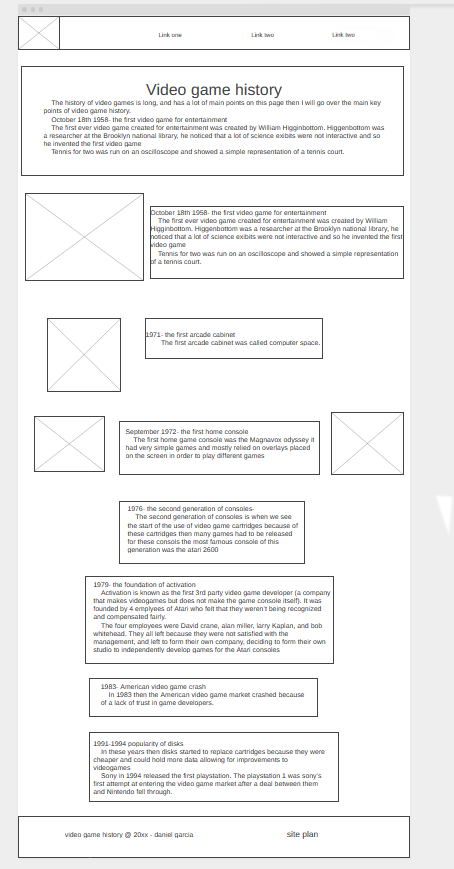 Link one Link two Link two
Video game history
The history of video games is long, and has a lot of main points on this page then I will go over the main key
points of video game history.
October 18th 1958- the first video game for entertainment
The first ever video game created for entertainment was created by William Higginbottom. Higgenbottom was
a researcher at the Brooklyn national library, he noticed that a lot of science exibits were not interactive and so
he invented the first video game
Tennis for two was run on an oscilloscope and showed a simple representation of a tennis court.
October 18th 1958- the first video game for entertainment
The first ever video game created for entertainment was created by William
Higginbottom. Higgenbottom was a researcher at the Brooklyn national library, he
noticed that a lot of science exibits were not interactive and so he invented the first
video game
Tennis for two was run on an oscilloscope and showed a simple representation
of a tennis court.
1971- the first arcade cabinet
The first arcade cabinet was called computer space.
September 1972- the first home console
The first home game console was the Magnavox odyssey it
had very simple games and mostly relied on overlays placed
on the screen in order to play different games
1976- the second generation of consoles-
The second generation of consoles is when we see
the start of the use of video game cartridges because of
these cartridges then many games had to be released
for these consols the most famous console of this
generation was the atari 2600
1979- the foundation of activation
Activation is known as the first 3rd party video game developer (a company
that makes videogames but does not make the game console itself). It was
founded by 4 emplyees of Atari who felt that they weren't being recognized
and compensated fairly.
The four employees were David crane, alan miller, larry Kaplan, and bob
whitehead. They all left because they were not satisfied with the
management, and left to form their own company, deciding to form their own
studio to independently develop games for the Atari consoles
1983- American video game crash
In 1983 then the American video game market crashed because
of a lack of trust in game developers.
1991-1994 popularity of disks
In these years then disks started to replace cartridges because they were
cheaper and could hold more data allowing for improvements to
videogames
Sony in 1994 released the first playstation. The playstation 1 was sony's
first attempt at entering the video game market after a deal between them
and Nintendo fell through.
video game history @ 20xx - daniel garcia site plan